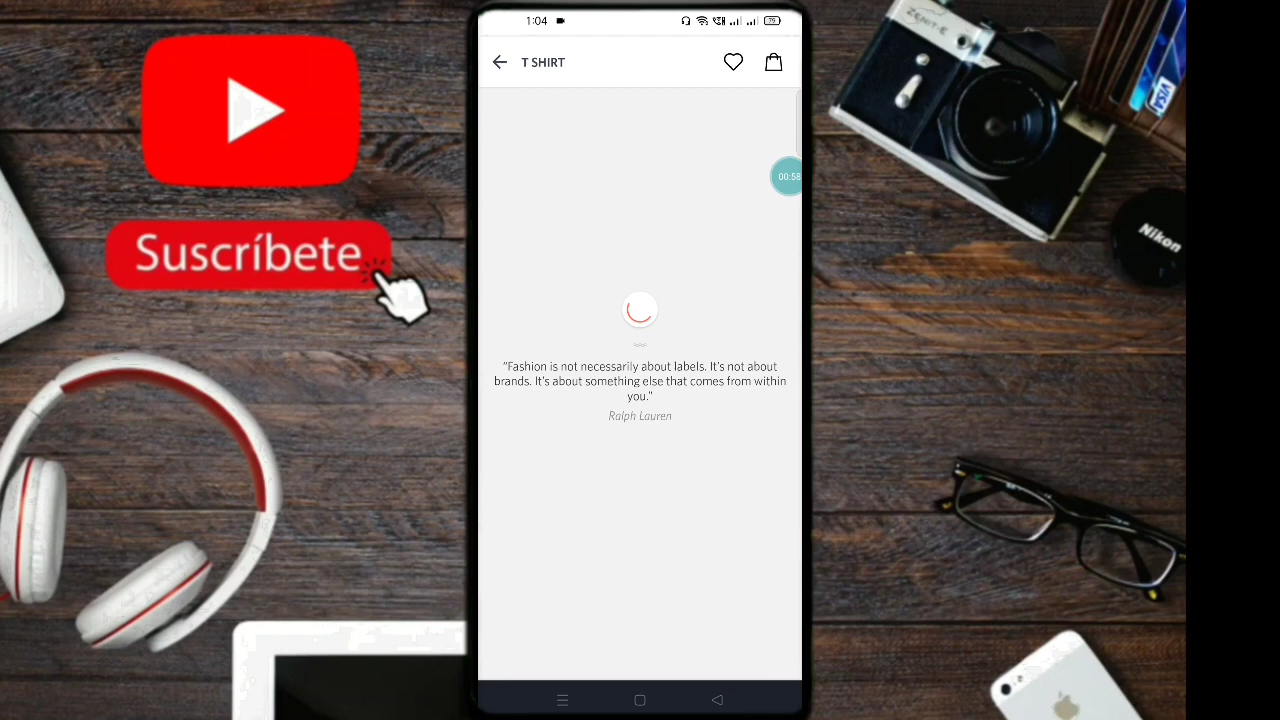 1:04
79
T SHIRT
00:58
"Fashion is not necessarily about labels. It's not about
brands. It's about something else that comes from within
you."
Ralph Lauren
Suscríbete
ZENIT-E
VISA
Nikon